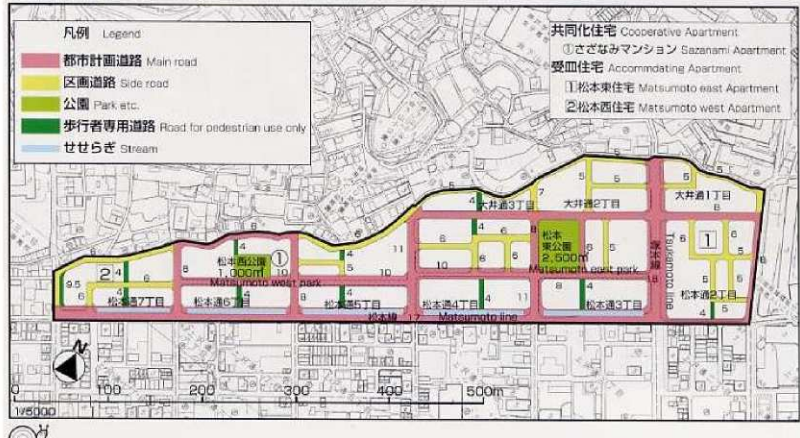 凡例 Legend
都市計画道路 Main road
区画道路 Side road
公園 Park etc.
歩行者専用道路 Road for pedestrian use only
せせらぎ Stream
共同化住宅 Cooperative Apartment
①さざなみマンション Sazanami Apartment
受皿住宅 Accommdating Apartment
1松本東住宅 Matsumoto east Apartment
2松本西住宅 Matsumoto west Apartment
大井通3丁目
大井通2丁目
大井通1丁目
松本西公園
1,000㎡
①
Matsumoto west park
松本
東公園
2,500㎡
Matsumoto east park
塚本線
Tsukamoto line
1
2
松本通7丁目
松本通6丁目
松本通5丁目
松本通4丁目
松本通3丁目
松本通2丁目
松本線 17 Matsumoto line
N
0 100 200 300 400 500m
1/5000